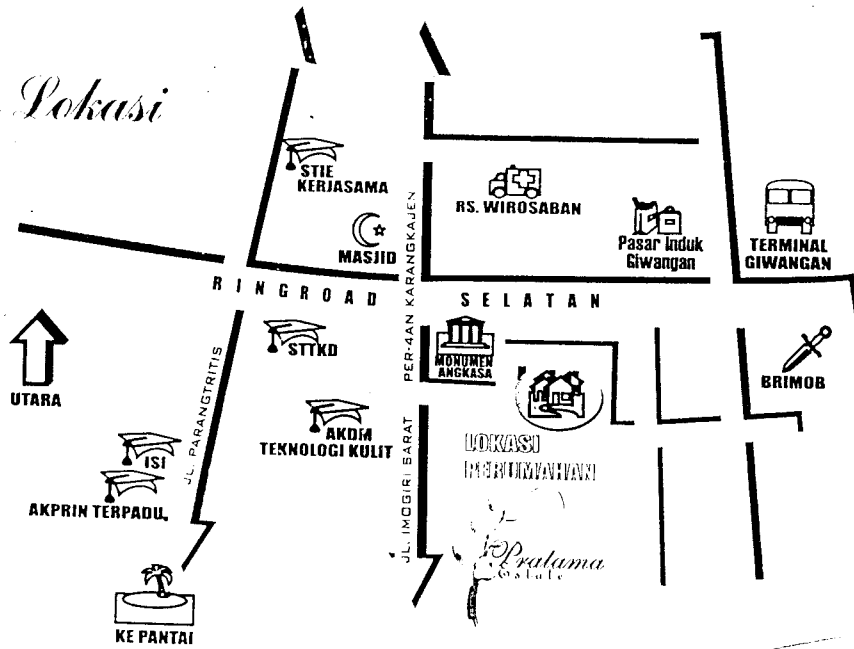 Lokasi
STIE
KERJASAMA
MASJID
PER-4AN KARANGKAJEN
RS. WIROSABAN
Pasar Induk
Giwangan
TERMINAL
GIWANGAN
RINGROAD SELATAN
UTARA
JL. PARANGTRITIS
STTKD
MONUMEN
ANGKASA
BRIMOB
ISI
AKPRIN TERPADU.
AKDM
TEKNOLOGI KULIT
JL. IMOGIRI BARAT
LOKASI
PERUMAHAN
Pratama
KE PANTAI